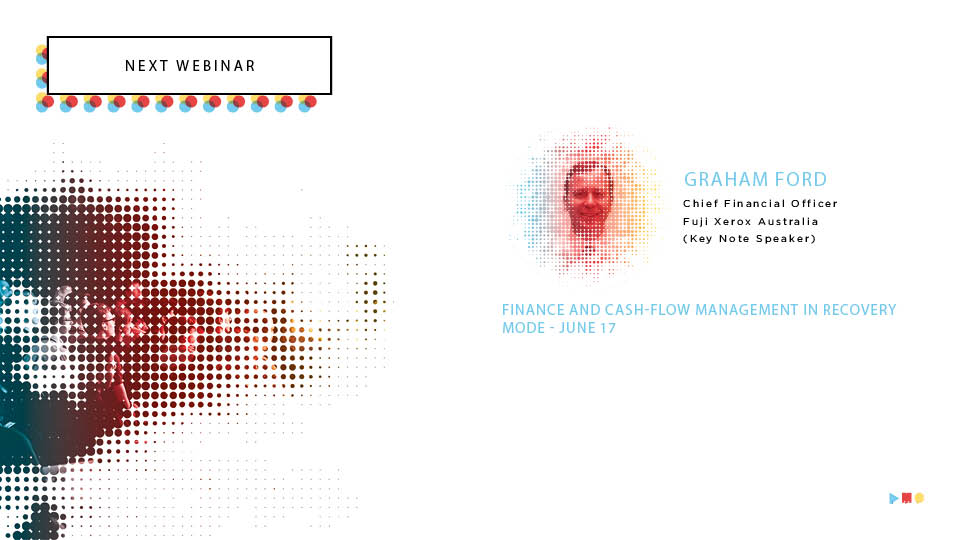 NEXT WEBINAR
GRAHAM FORD
Chief Financial Officer
Fuji Xerox Australia
(Key Note Speaker)
FINANCE AND CASH-FLOW MANAGEMENT IN RECOVERY
MODE - JUNE 17